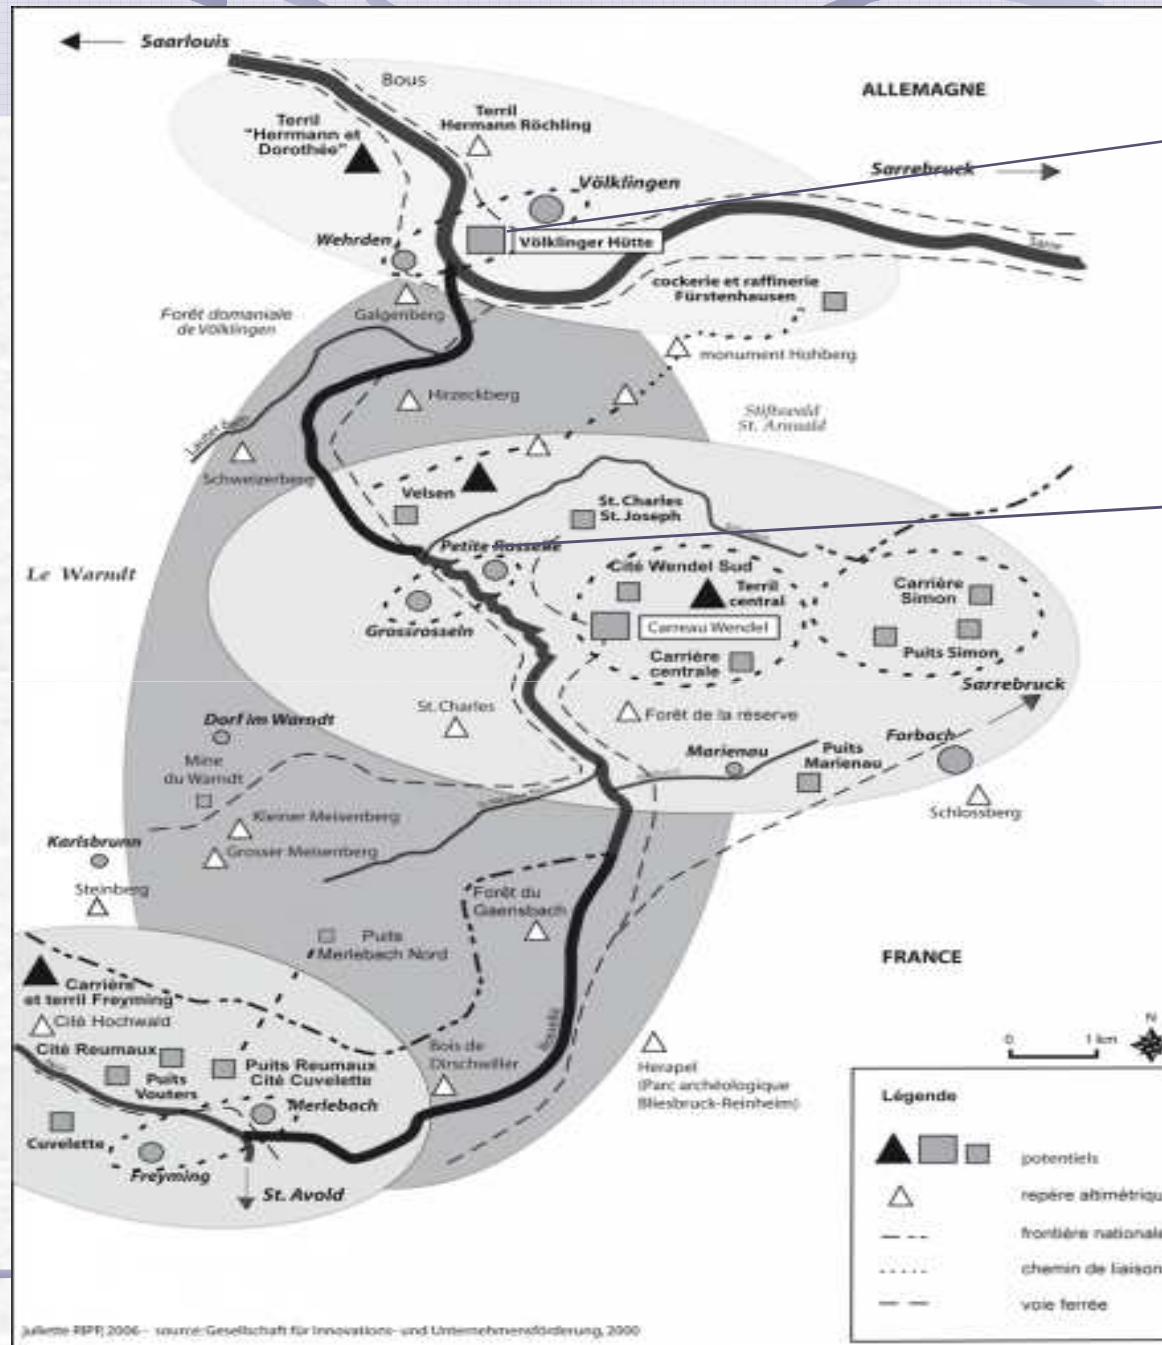 Saarlouis
Bous
ALLEMAGNE
Terril
"Herrmann et
Dorothée"
Terril
Hermann Röchling
Sarrebruck
Völklingen
Wehrden
Völklinger Hütte
Sarre
cockerie et raffinerie
Fürstenhausen
Forêt domaniale
de Völklingen
Galgenberg
monument Hohberg
Hirzeckberg
Stiftswald
St. Arnuald
Schweizerberg
Velsen
St. Charles
St. Joseph
Petite Rosselle
Le Warndt
Cité Wendel Sud
Terril
central
Carrière
Simon
Grossrosseln
Carreau Wendel
Puits Simon
Carrière
centrale
Sarrebruck
St. Charles
Forêt de la réserve
Dorf im Warndt
Mine
du Warndt
Marienau
Puits
Marienau
Forbach
Schlossberg
Kleiner Meisenberg
Karlsbrunn
Grosser Meisenberg
Steinberg
Forêt du
Gaensbach
Puits
Merlebach Nord
FRANCE
Carrière
et terril Freyming
Cité Hochwald
Cité Reumaux
Puits
Vouters
Puits Reumaux
Cité Cuvelette
Bois de
Dirschwiller
Rosselle
Herapel
(Parc archéologique
Bliesbruck-Reinheim)
N
0 1 km
Merlebach
Cuvelette
Freyming
St. Avold
Légende
potentiels
repère altimétriqu
frontière nationale
chemin de liaison
voie ferrée
Juliette RIPP, 2006 - source: Gesellschaft für Innovations- und Unternehmensförderung, 2000